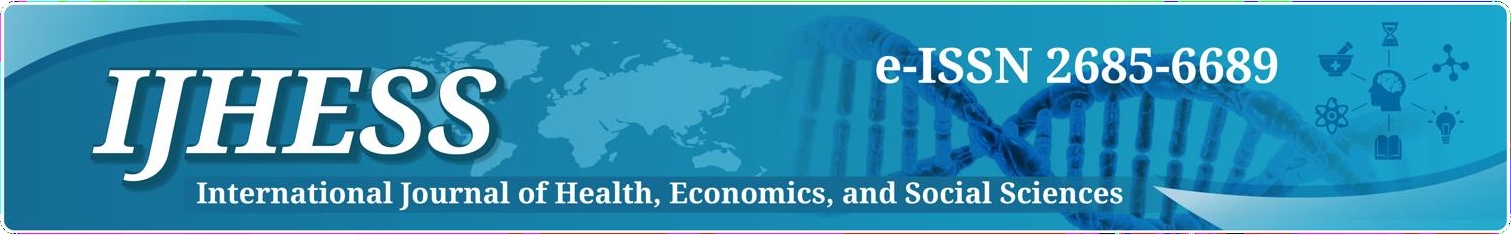 IJHESS
e-ISSN 2685-6689
International Journal of Health, Economics, and Social Sciences